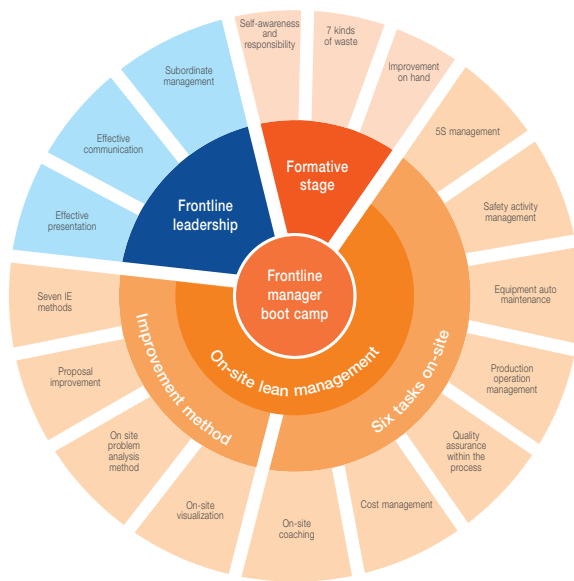 Self-awareness
and
responsibility
7 kinds
of waste
Improvement
on hand
5S management
Safety activity
management
Equipment auto
maintenance
Production
operation
management
Quality
assurance
within the
process
Cost management
On-site
coaching
On-site
visualization
On site
problem
analysis
method
Proposal
improvement
Seven IE
methods
Effective
presentation
Effective
communication
Subordinate
management
Formative
stage
Frontline
leadership
Frontline
manager
boot camp
On-site lean management
Improvement method
Six tasks on-site